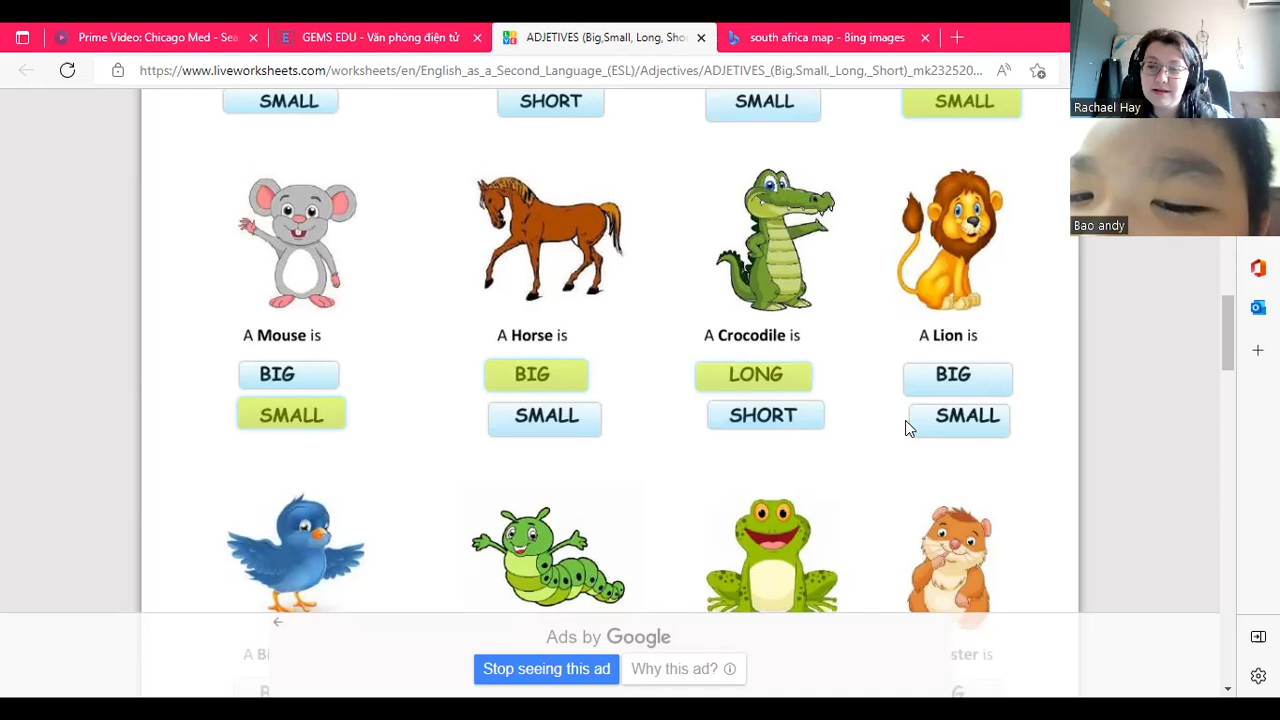 Prime Video: Chicago Med - Sea
GEMS EDU - Văn phòng điện tử
ADJETIVES (Big,Small, Long, Sho
south africa map - Bing images
https://www.liveworksheets.com/worksheets/en/English_as_a_Second_Language_(ESL)/Adjectives/ADJETIVES_(Big,Small,_Long,_Short)_mk232520...
Rachael Hay
SMALL SHORT SMALL SMALL
Bao andy
A Mouse is A Horse is A Crocodile is A Lion is
BIG BIG LONG BIG
SMALL SMALL SHORT SMALL
Ads by Google
Stop seeing this ad Why this ad?